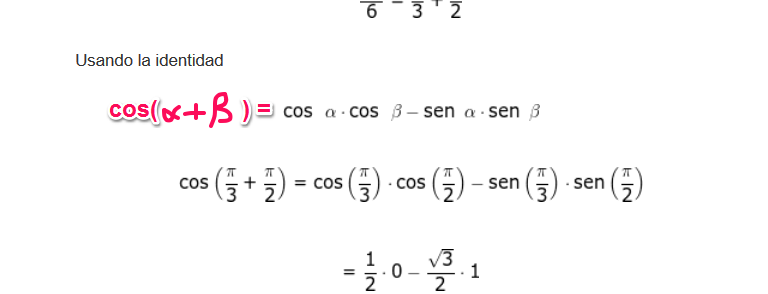 6 = 3 + 2
Usando la identidad
cos(α+β) = cos α · cos β – sen α · sen β
cos (π/3 + π/2) = cos (π/3) · cos (π/2) – sen (π/3) · sen (π/2)
= 1/2 · 0 – √3/2 · 1